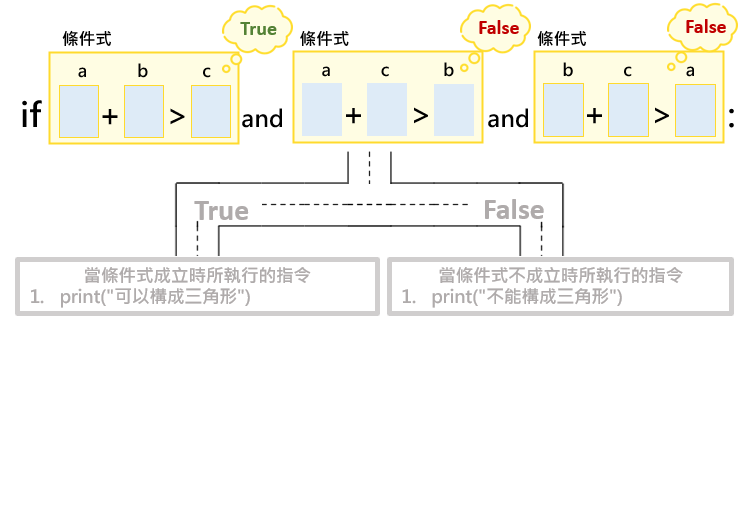 True False False
條件式 條件式 條件式
a b c a c b b c a
if + > and + > and + > :
True False
當條件式成立時所執行的指令
1. print("可以構成三角形")
當條件式不成立時所執行的指令
1. print("不能構成三角形")